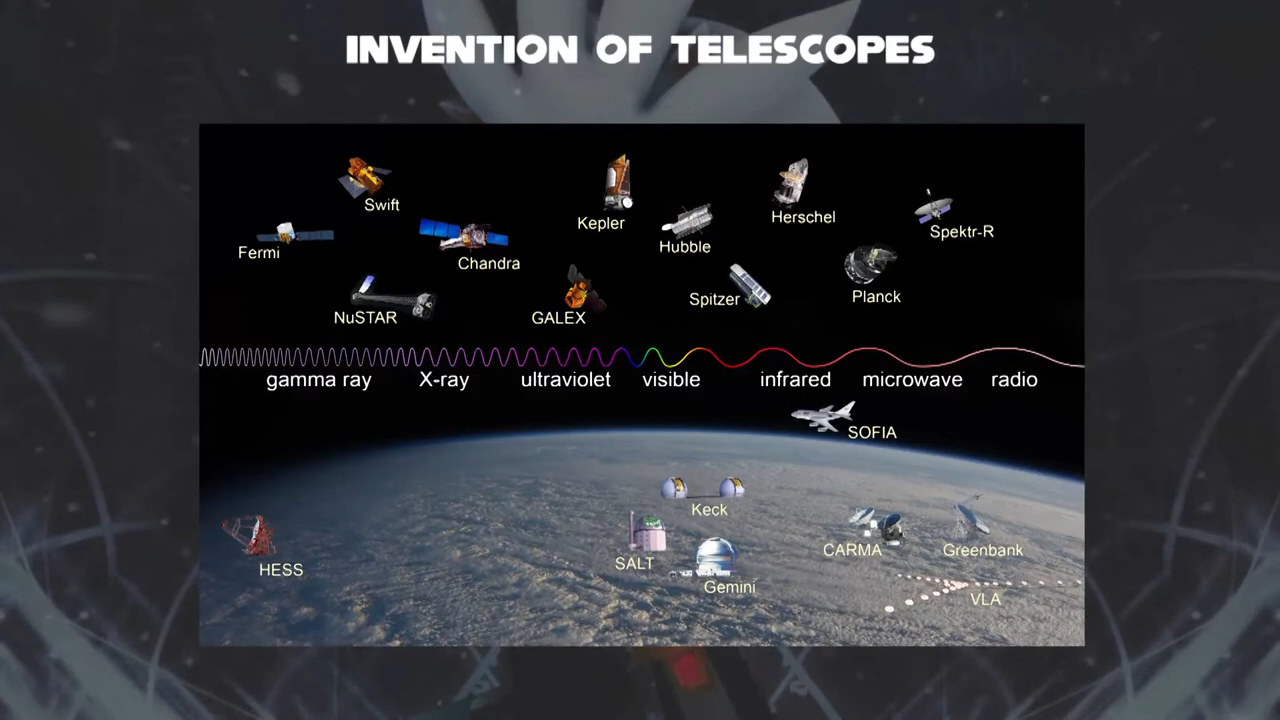 INVENTION OF TELESCOPES
Swift
Fermi
Chandra
NuSTAR
Kepler
Hubble
GALEX
Spitzer
Herschel
Planck
Spektr-R
gamma ray X-ray ultraviolet visible infrared microwave radio
SOFIA
Keck
HESS
SALT
Gemini
CARMA
Greenbank
VLA